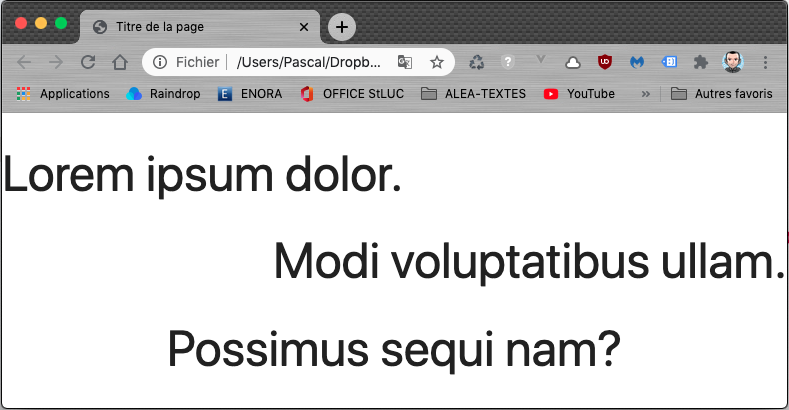 Titre de la page
Fichier /Users/Pascal/Dropb...
Applications Raindrop E ENORA OFFICE StLUC ALEA-TEXTES YouTube » Autres favoris
Lorem ipsum dolor.
Modi voluptatibus ullam.
Possimus sequi nam?